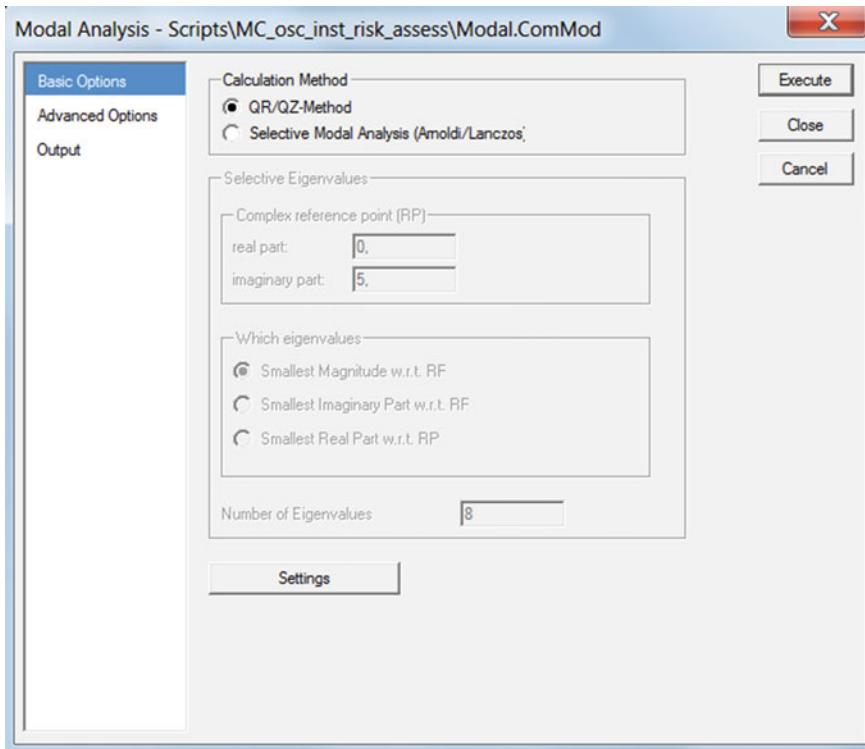 Modal Analysis - Scripts\MC_osc_inst_risk_assess\Modal.ComMod
X
Basic Options
Advanced Options
Output
Calculation Method
QR/QZ-Method
Selective Modal Analysis (Arnoldi/Lanczos)
Selective Eigenvalues
Complex reference point (RP)
real part: 0,
imaginary part: 5,
Which eigenvalues
Smallest Magnitude w.r.t. RF
Smallest Imaginary Part w.r.t. RF
Smallest Real Part w.r.t. RP
Number of Eigenvalues 8
Settings
Execute
Close
Cancel